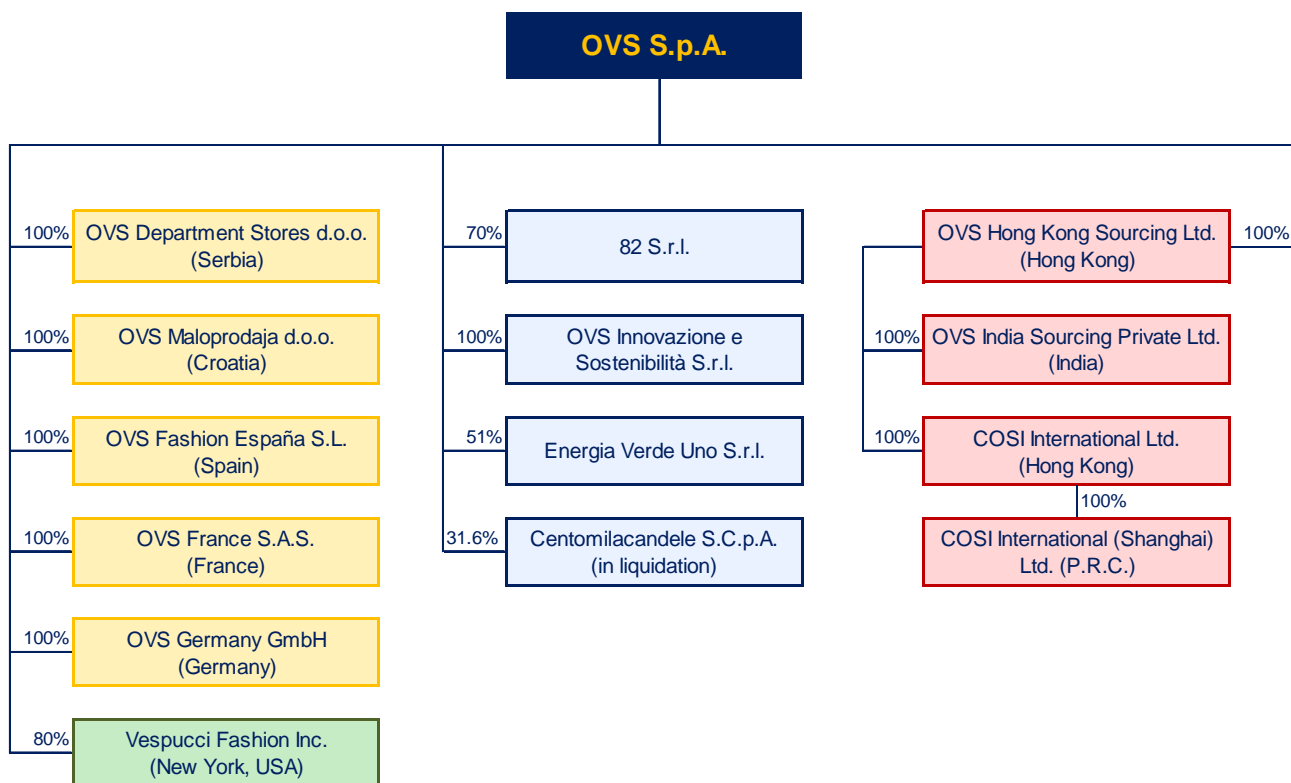 OVS S.p.A.
100%
OVS Department Stores d.o.o.
(Serbia)
100%
OVS Maloprodaja d.o.o.
(Croatia)
100%
OVS Fashion España S.L.
(Spain)
100%
OVS France S.A.S.
(France)
100%
OVS Germany GmbH
(Germany)
80%
Vespucci Fashion Inc.
(New York, USA)
70%
82 S.r.l.
100%
OVS Innovazione e
Sostenibilità S.r.l.
51%
Energia Verde Uno S.r.l.
31.6%
Centomilacandele S.C.p.A.
(in liquidation)
OVS Hong Kong Sourcing Ltd.
(Hong Kong)
100%
100%
OVS India Sourcing Private Ltd.
(India)
100%
COSI International Ltd.
(Hong Kong)
100%
COSI International (Shanghai)
Ltd. (P.R.C.)